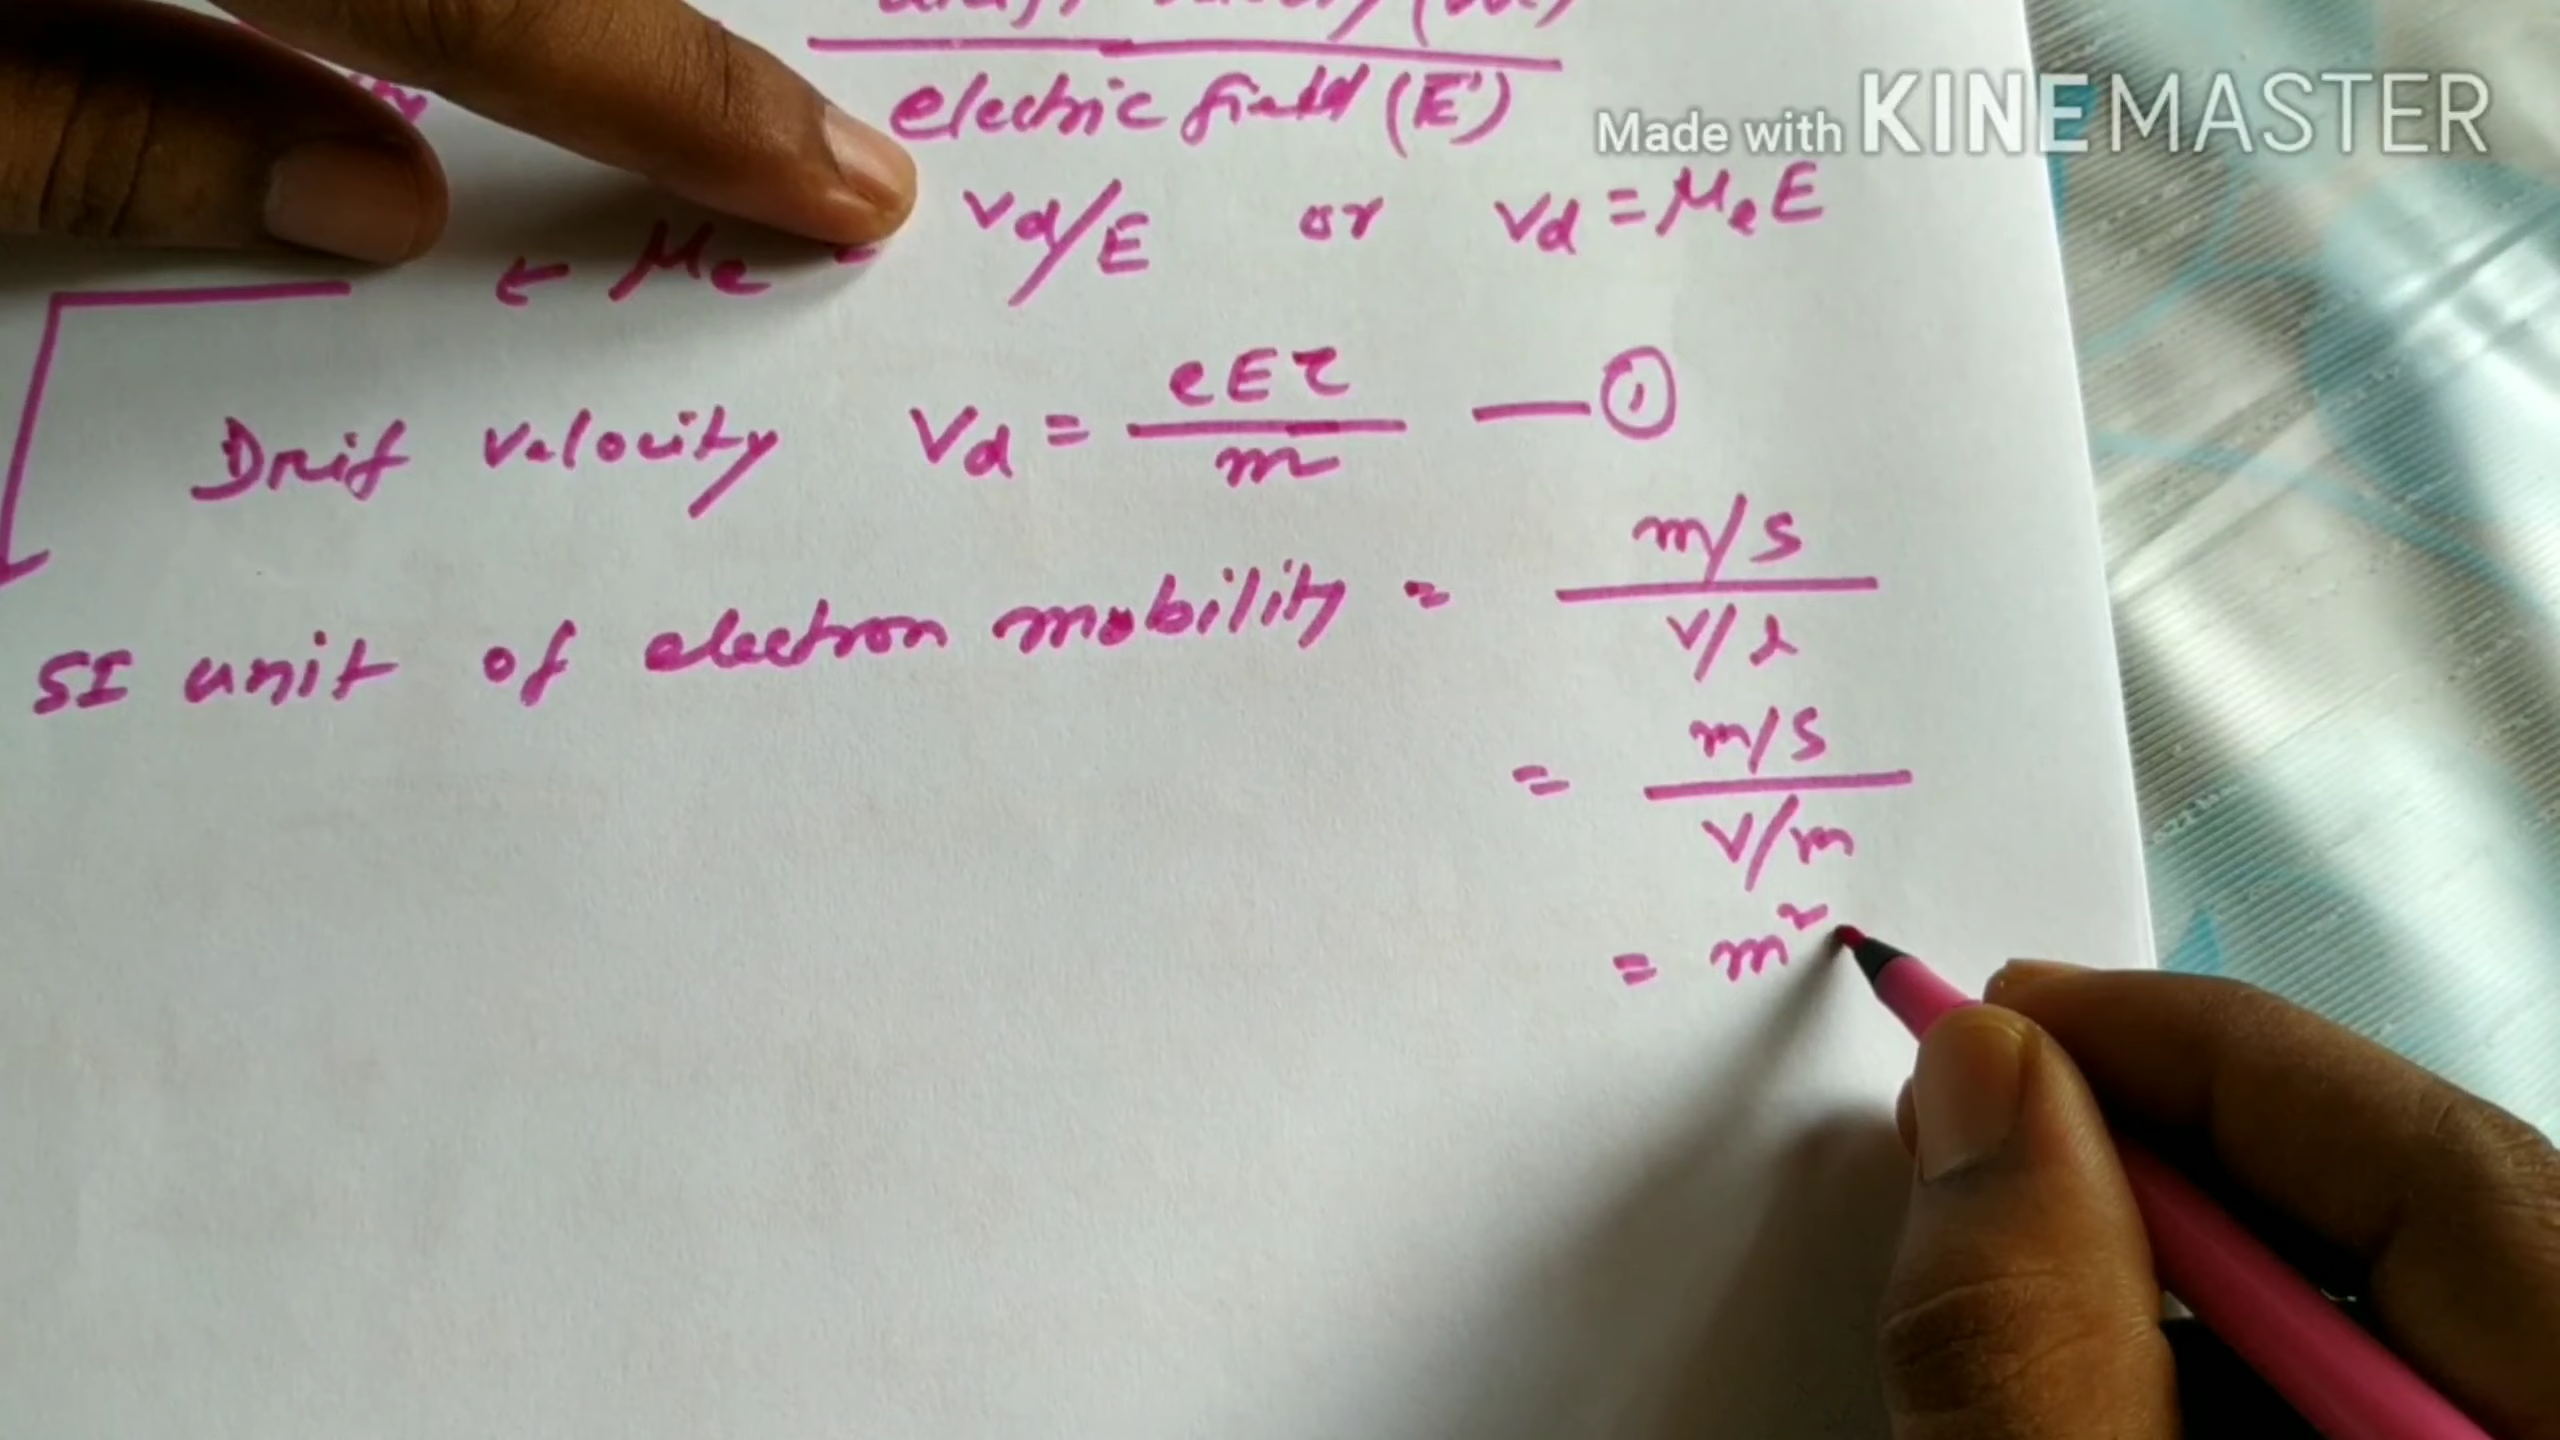 electric field (E)
Made with KINEMASTER
← μe = vd/E or vd = μeE
Drif velocity Vd = eEτ/m — ①
SI unit of electron mobility = m/s / V/l
= m/s / V/m
= m²